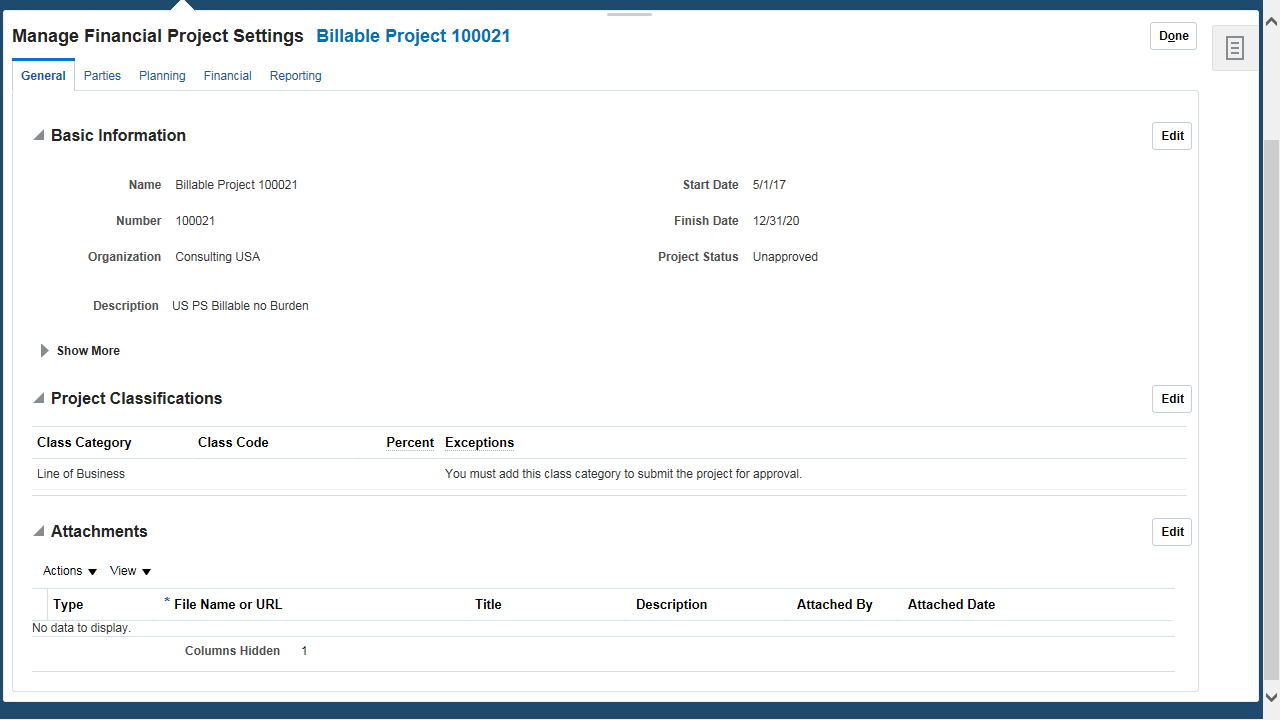 Manage Financial Project Settings Billable Project 100021 Done
General Parties Planning Financial Reporting
Basic Information Edit
Name Billable Project 100021 Start Date 5/1/17
Number 100021 Finish Date 12/31/20
Organization Consulting USA Project Status Unapproved
Description US PS Billable no Burden
Show More
Project Classifications Edit
Class Category Class Code Percent Exceptions
Line of Business You must add this class category to submit the project for approval.
Attachments Edit
Actions View
Type * File Name or URL Title Description Attached By Attached Date
No data to display.
Columns Hidden 1